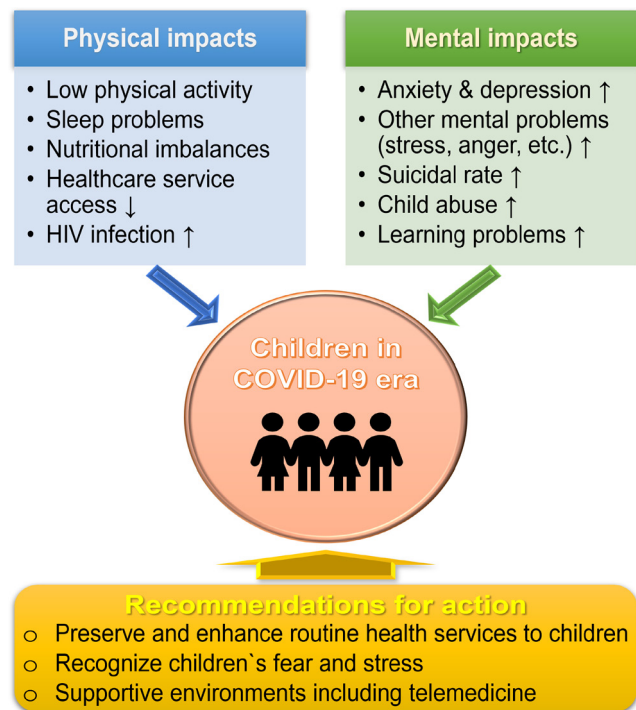 Physical impacts
• Low physical activity
• Sleep problems
• Nutritional imbalances
• Healthcare service
access ↓
• HIV infection ↑
Mental impacts
• Anxiety & depression ↑
• Other mental problems
(stress, anger, etc.) ↑
• Suicidal rate ↑
• Child abuse ↑
• Learning problems ↑
Children in
COVID-19 era
Recommendations for action
o Preserve and enhance routine health services to children
o Recognize children`s fear and stress
o Supportive environments including telemedicine